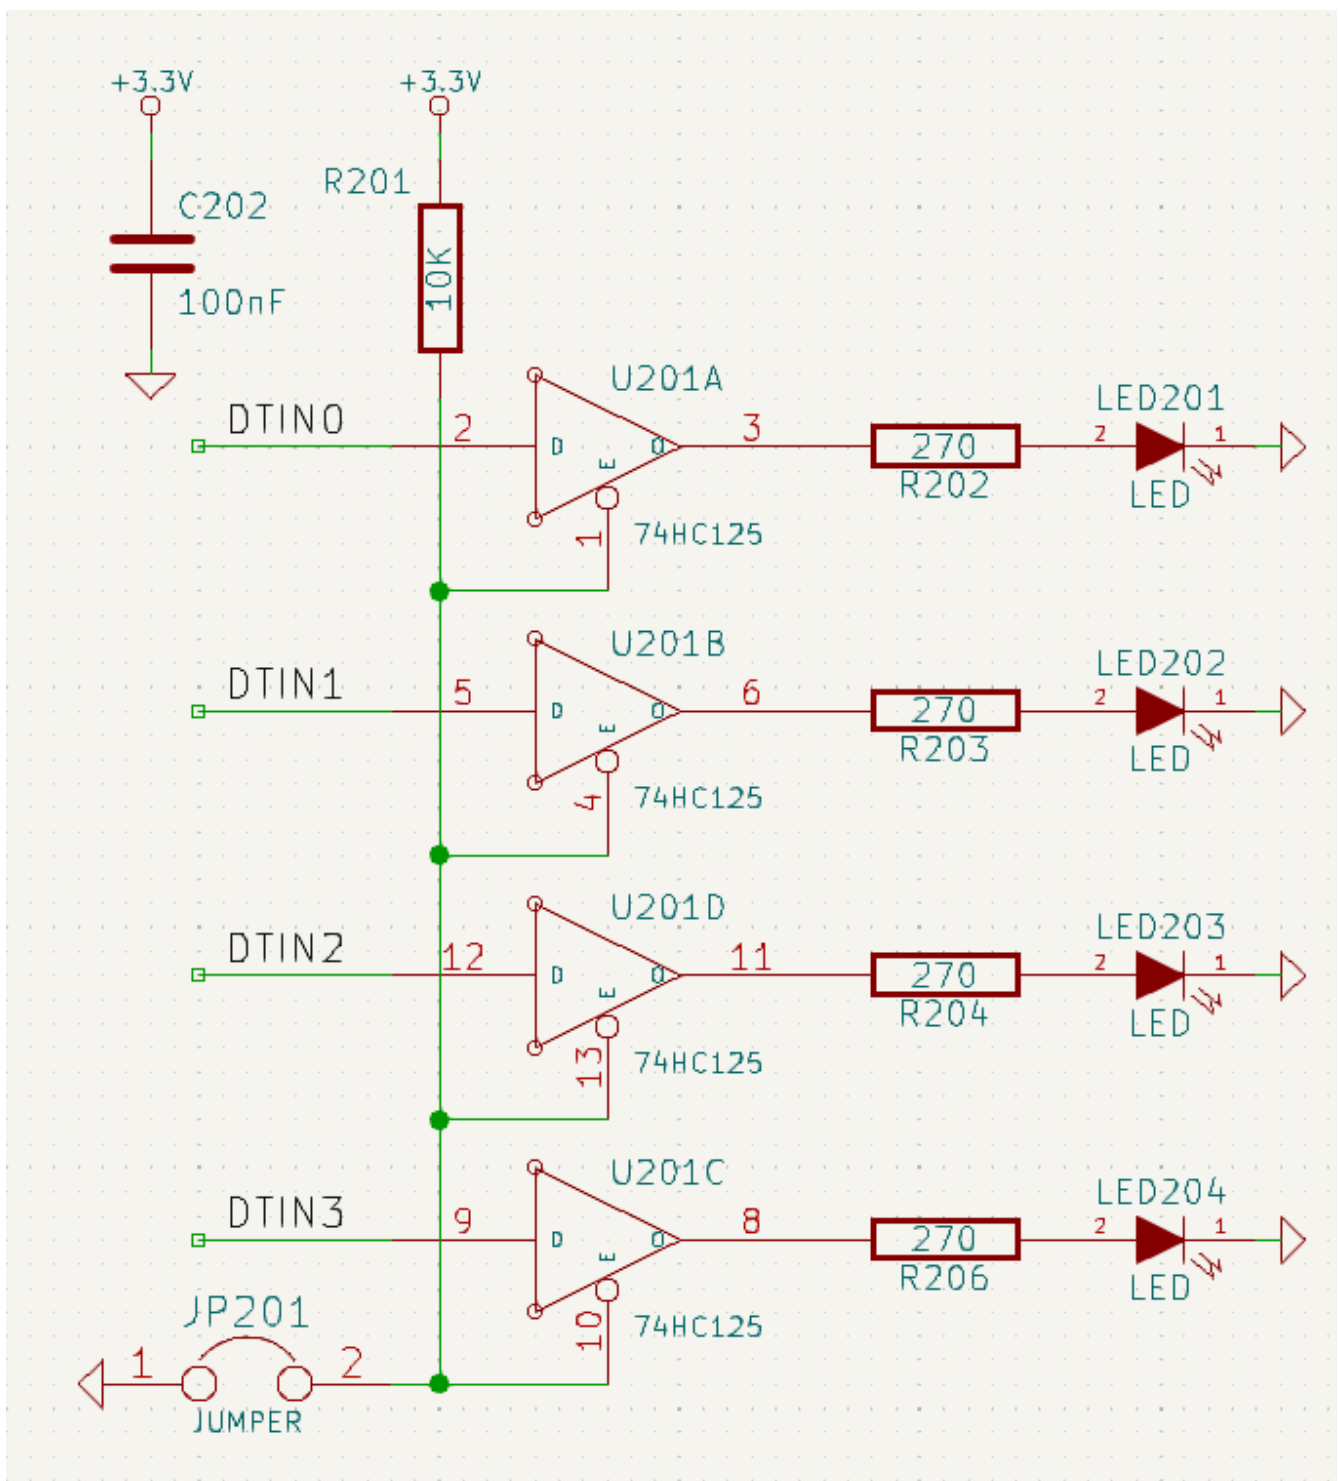 +3.3V
+3.3V
R201
C202
10K
100nF
U201A
DTIN0
2
D
E
O
3
270
R202
LED201
2
1
LED
1
74HC125
U201B
DTIN1
5
D
E
O
6
270
R203
LED202
2
1
LED
4
74HC125
U201D
DTIN2
12
D
E
O
11
270
R204
LED203
2
1
LED
13
74HC125
U201C
DTIN3
9
D
E
O
8
270
R206
LED204
2
1
LED
10
74HC125
JP201
1
2
JUMPER